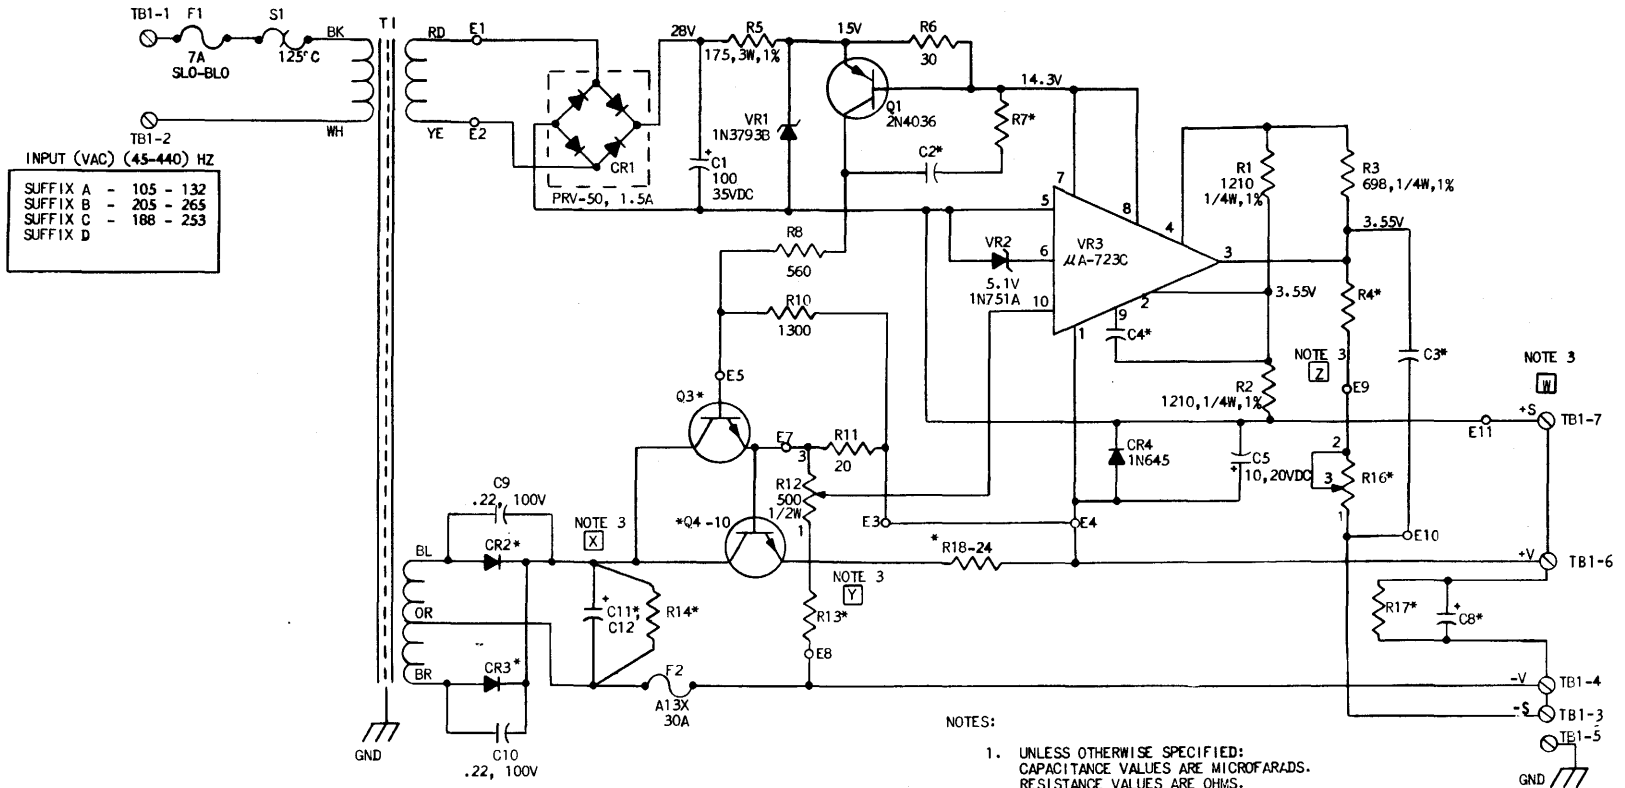 TB1-1
F1
S1
7A
SLO-BLO
125°C
BK
T1
RD
E1
TB1-2
WH
YE
E2
INPUT (VAC) (45-440) HZ
SUFFIX A - 105 - 132
SUFFIX B - 205 - 265
SUFFIX C - 188 - 253
SUFFIX D
CR1
PRV-50, 1.5A
28V
R5
175,3W,1%
15V
R6
30
VR1
1N3793B
Q1
2N4036
+
C1
100
35VDC
C2*
R7*
14.3V
R8
560
R10
1300
E5
Q3*
E7
3
R11
20
R12
500
1/2W
1
*Q4-10
E3
E4
VR2
5.1V
1N751A
5
6
10
7
8
4
3
2
9
1
VR3
μA-723C
C4*
R1
1210
1/4W,1%
R3
698,1/4W,1%
3.55V
3.55V
R4*
C3*
NOTE 3
Z
E9
R2
1210,1/4W,1%
CR4
1N645
C5
+
10,20VDC
2
3
R16*
1
E10
NOTE 3
W
+S
TB1-7
E11
+V
TB1-6
*
R18-24
R17*
+
C8*
-V
TB1-4
-S
TB1-3
TB1-5
GND
C9
.22, 100V
BL
CR2*
OR
BR
CR3*
C10
.22, 100V
GND
NOTE 3
X
+
C11*,
C12
R14*
F2
A13X
30A
NOTE 3
Y
R13*
E8
NOTES:
1. UNLESS OTHERWISE SPECIFIED:
CAPACITANCE VALUES ARE MICROFARADS.
RESISTANCE VALUES ARE OHMS.